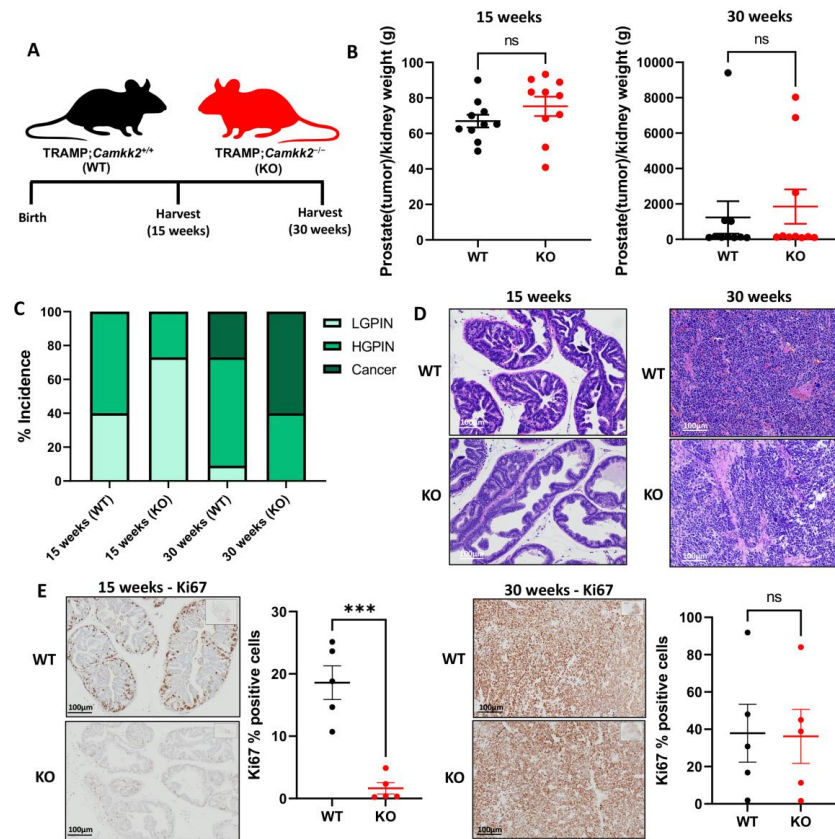 A
TRAMP;Camkk2+/+
(WT)
TRAMP;Camkk2−/−
(KO)
Birth
Harvest
(15 weeks)
Harvest
(30 weeks)
B
15 weeks
ns
Prostate(tumor)/kidney weight (g)
100
80
60
40
20
0
WT
KO
30 weeks
ns
Prostate(tumor)/kidney weight (g)
10000
8000
6000
4000
2000
0
WT
KO
C
% Incidence
100
80
60
40
20
0
15 weeks (WT)
15 weeks (KO)
30 weeks (WT)
30 weeks (KO)
LGPIN
HGPIN
Cancer
D
15 weeks
30 weeks
WT
100µm
WT
100µm
KO
100µm
KO
100µm
E
15 weeks - Ki67
WT
100µm
KO
100µm
Ki67 % positive cells
30
20
10
0
***
WT
KO
30 weeks - Ki67
WT
100µm
KO
100µm
Ki67 % positive cells
100
80
60
40
20
0
ns
WT
KO